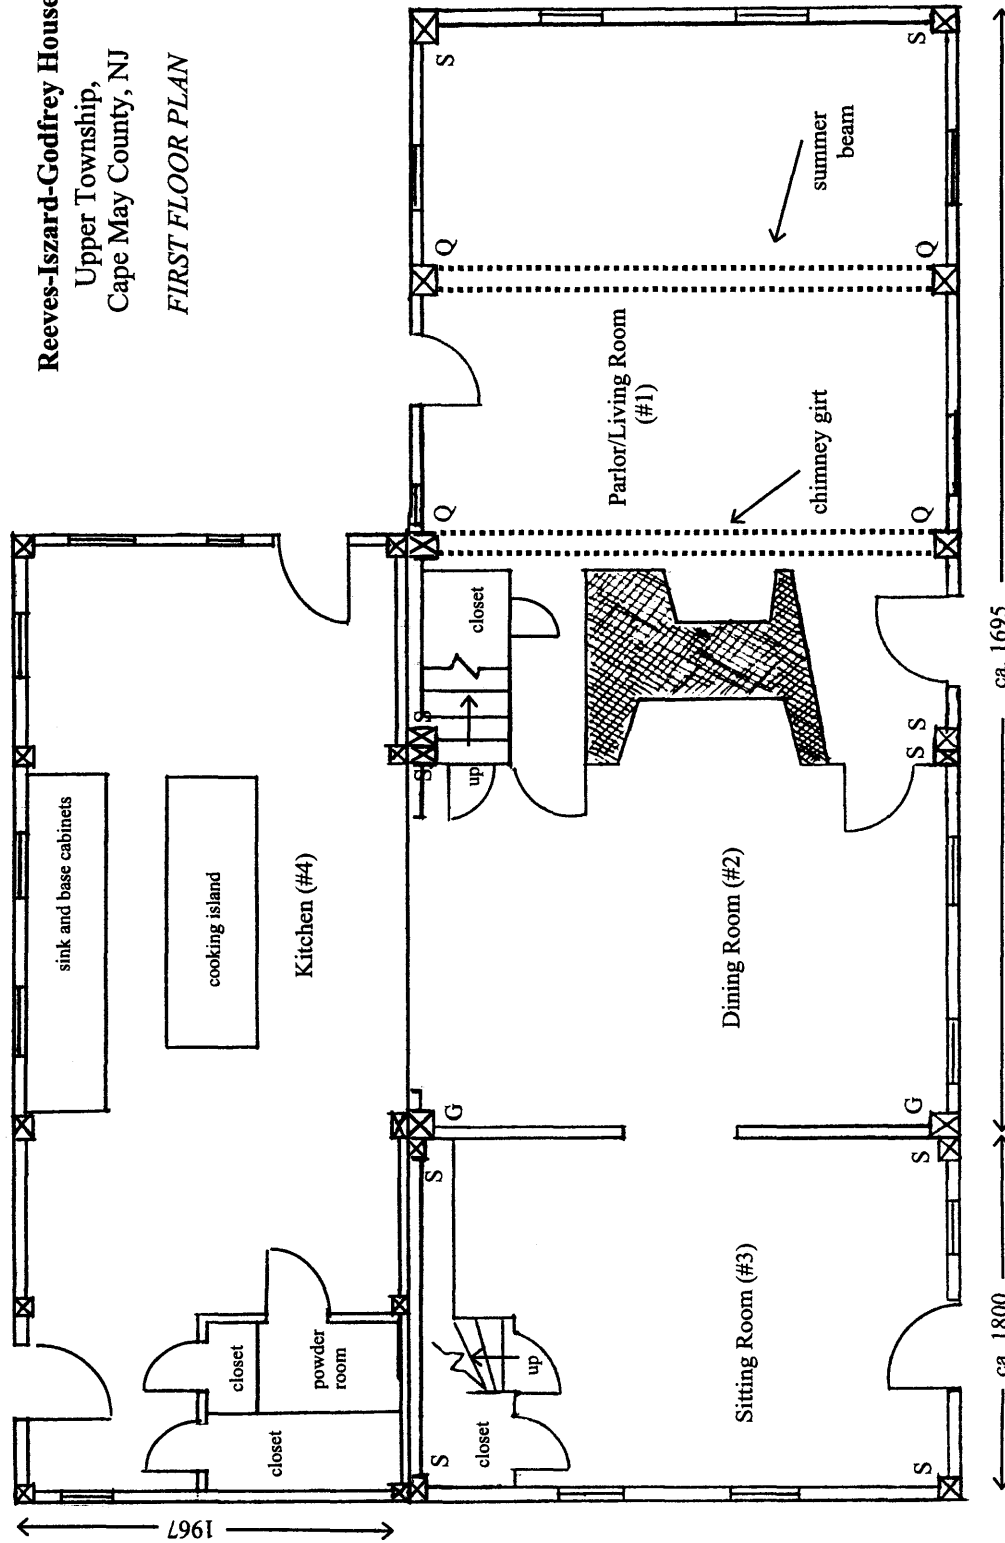 Reeves-Iszard-Godfrey House
Upper Township,
Cape May County, NJ
FIRST FLOOR PLAN
sink and base cabinets
cooking island
Kitchen (#4)
closet
powder
room
closet
1967
S
S
summer
beam
Q
Q
Parlor/Living Room
(#1)
chimney girt
Q
Q
closet
S
S
up
S
S
Dining Room (#2)
G
G
S
S
Sitting Room (#3)
up
closet
S
S
ca. 1695
ca. 1800